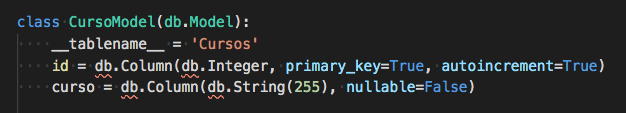 class CursoModel(db.Model):
    __tablename__ = 'Cursos'
    id = db.Column(db.Integer, primary_key=True, autoincrement=True)
    curso = db.Column(db.String(255), nullable=False)